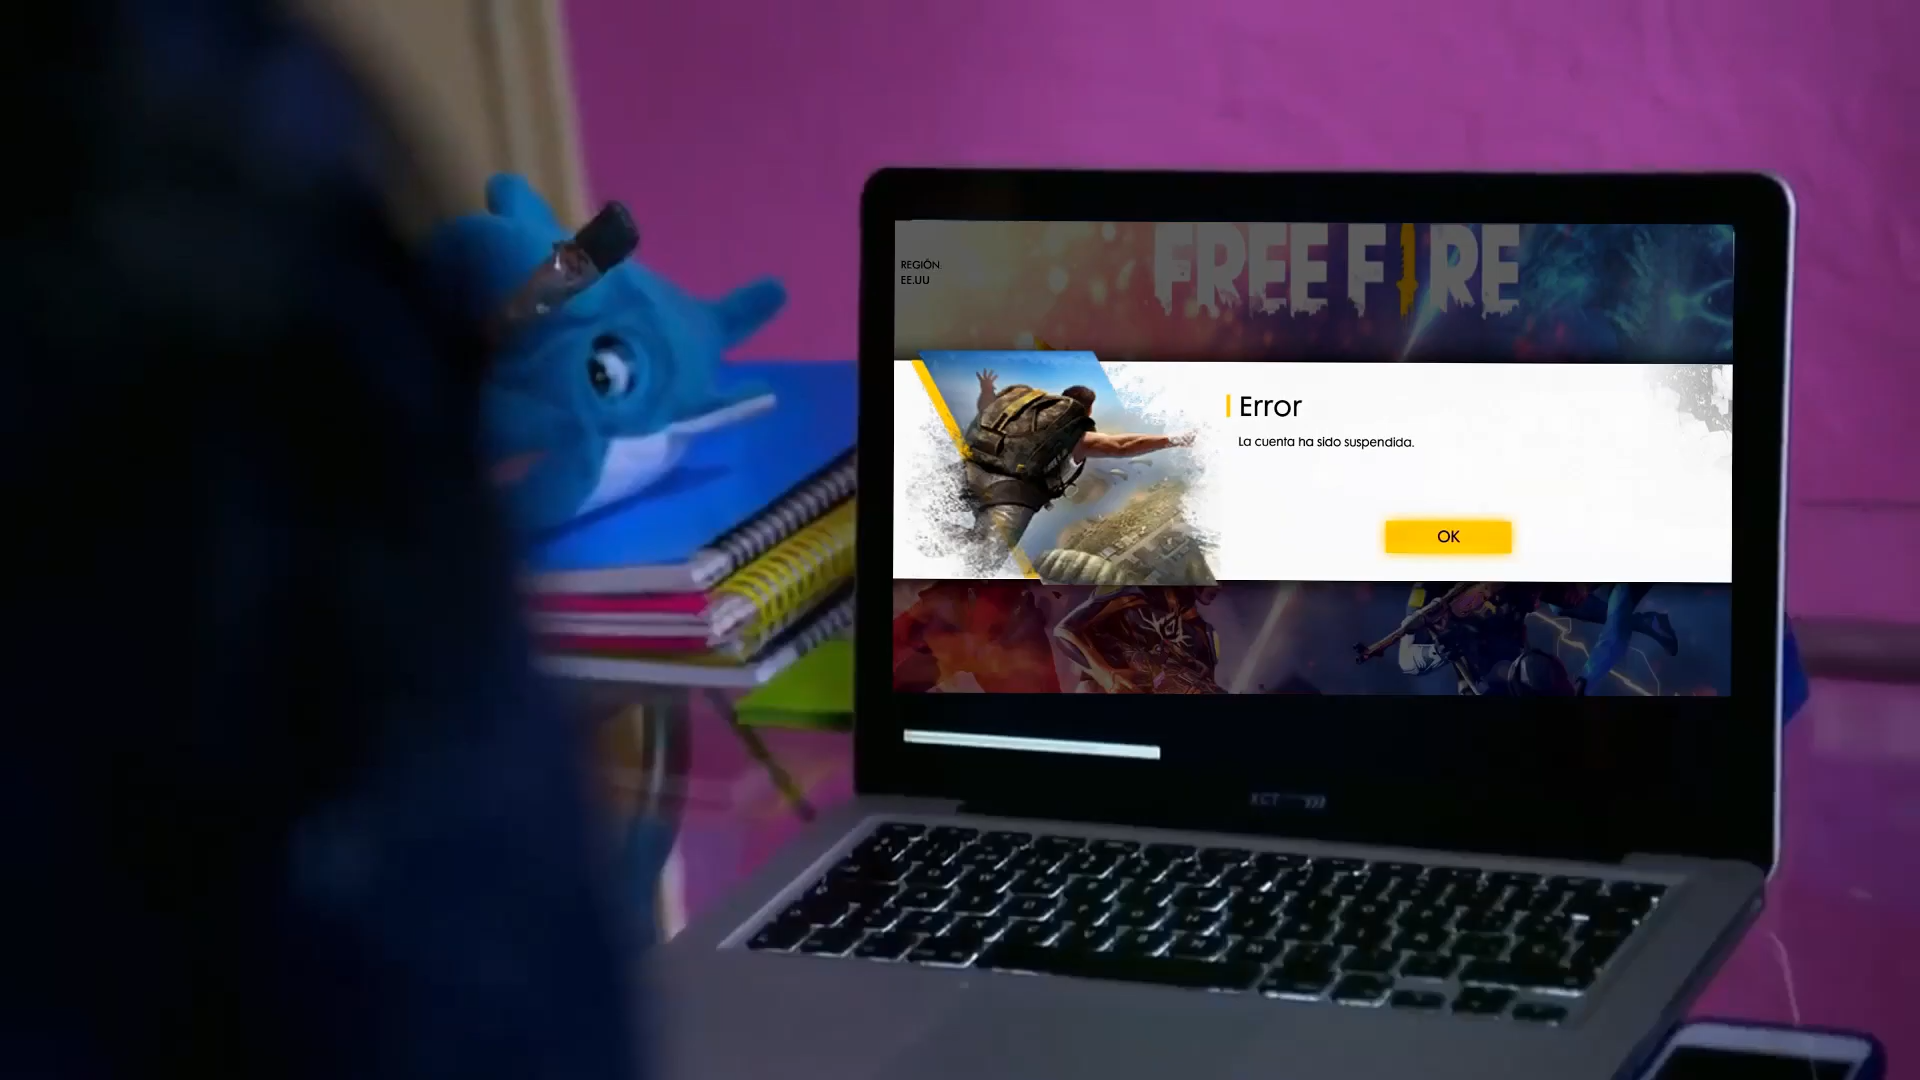 REGIÓN
EE.UU
FREE FIRE
Error
La cuenta ha sido suspendida.
OK